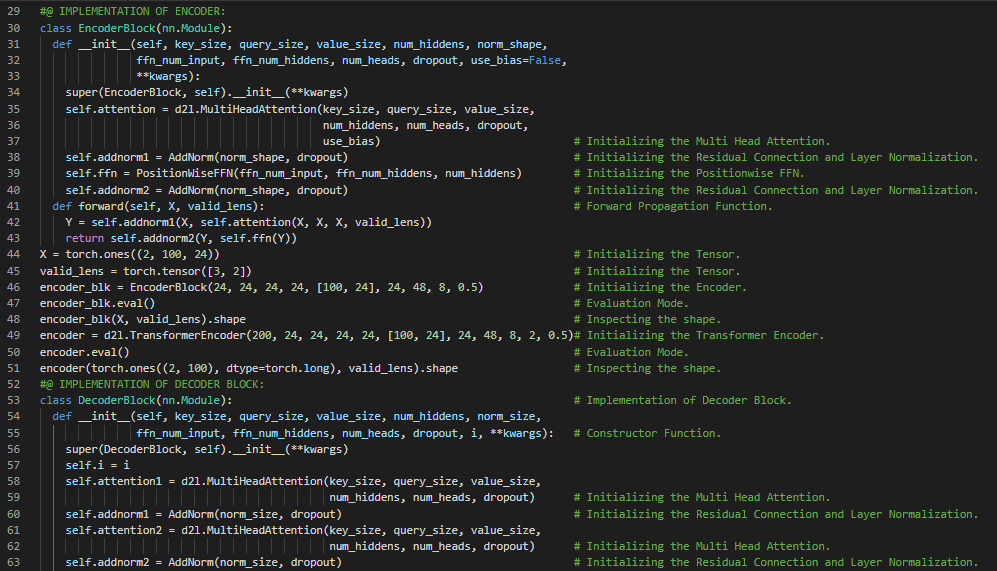 29 #@ IMPLEMENTATION OF ENCODER:
30 class EncoderBlock(nn.Module):
31   def __init__(self, key_size, query_size, value_size, num_hiddens, norm_shape,
32                ffn_num_input, ffn_num_hiddens, num_heads, dropout, use_bias=False,
33                **kwargs):
34     super(EncoderBlock, self).__init__(**kwargs)
35     self.attention = d2l.MultiHeadAttention(key_size, query_size, value_size,
36                                             num_hiddens, num_heads, dropout,
37                                             use_bias)                                      # Initializing the Multi Head Attention.
38     self.addnorm1 = AddNorm(norm_shape, dropout)                                   # Initializing the Residual Connection and Layer Normalization.
39     self.ffn = PositionWiseFFN(ffn_num_input, ffn_num_hiddens, num_hiddens)        # Initializing the Positionwise FFN.
40     self.addnorm2 = AddNorm(norm_shape, dropout)                                   # Initializing the Residual Connection and Layer Normalization.
41   def forward(self, X, valid_lens):                                                # Forward Propagation Function.
42     Y = self.addnorm1(X, self.attention(X, X, X, valid_lens))
43     return self.addnorm2(Y, self.ffn(Y))
44 X = torch.ones((2, 100, 24))                                                       # Initializing the Tensor.
45 valid_lens = torch.tensor([3, 2])                                                  # Initializing the Tensor.
46 encoder_blk = EncoderBlock(24, 24, 24, 24, [100, 24], 24, 48, 8, 0.5)              # Initializing the Encoder.
47 encoder_blk.eval()                                                                 # Evaluation Mode.
48 encoder_blk(X, valid_lens).shape                                                   # Inspecting the shape.
49 encoder = d2l.TransformerEncoder(200, 24, 24, 24, 24, [100, 24], 24, 48, 8, 2, 0.5)# Initializing the Transformer Encoder.
50 encoder.eval()                                                                     # Evaluation Mode.
51 encoder(torch.ones((2, 100), dtype=torch.long), valid_lens).shape                  # Inspecting the shape.
52 #@ IMPLEMENTATION OF DECODER BLOCK:
53 class DecoderBlock(nn.Module):                                                     # Implementation of Decoder Block.
54   def __init__(self, key_size, query_size, value_size, num_hiddens, norm_size,
55                ffn_num_input, ffn_num_hiddens, num_heads, dropout, i, **kwargs):   # Constructor Function.
56     super(DecoderBlock, self).__init__(**kwargs)
57     self.i = i
58     self.attention1 = d2l.MultiHeadAttention(key_size, query_size, value_size,
59                                              num_hiddens, num_heads, dropout)      # Initializing the Multi Head Attention.
60     self.addnorm1 = AddNorm(norm_size, dropout)                                    # Initializing the Residual Connection and Layer Normalization.
61     self.attention2 = d2l.MultiHeadAttention(key_size, query_size, value_size,
62                                              num_hiddens, num_heads, dropout)      # Initializing the Multi Head Attention.
63     self.addnorm2 = AddNorm(norm_size, dropout)                                    # Initializing the Residual Connection and Layer Normalization.